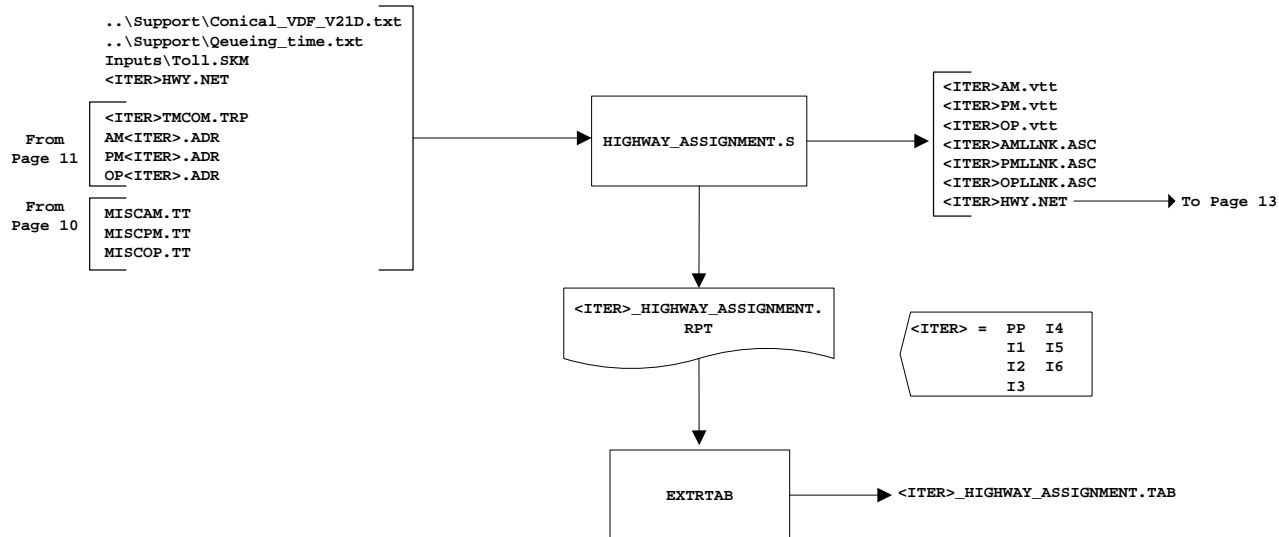 ..\Support\Conical_VDF_V21D.txt
..\Support\Qeueing_time.txt
Inputs\Toll.SKM
<ITER>HWY.NET
From
Page 11
<ITER>TMCOM.TRP
AM<ITER>.ADR
PM<ITER>.ADR
OP<ITER>.ADR
From
Page 10
MISCAM.TT
MISCPM.TT
MISCOP.TT
HIGHWAY_ASSIGNMENT.S
<ITER>AM.vtt
<ITER>PM.vtt
<ITER>OP.vtt
<ITER>AMLLNK.ASC
<ITER>PMLLNK.ASC
<ITER>OPLLNK.ASC
<ITER>HWY.NET
To Page 13
<ITER>_HIGHWAY_ASSIGNMENT.
RPT
<ITER> = PP I4
I1 I5
I2 I6
I3
EXTRTAB
<ITER>_HIGHWAY_ASSIGNMENT.TAB